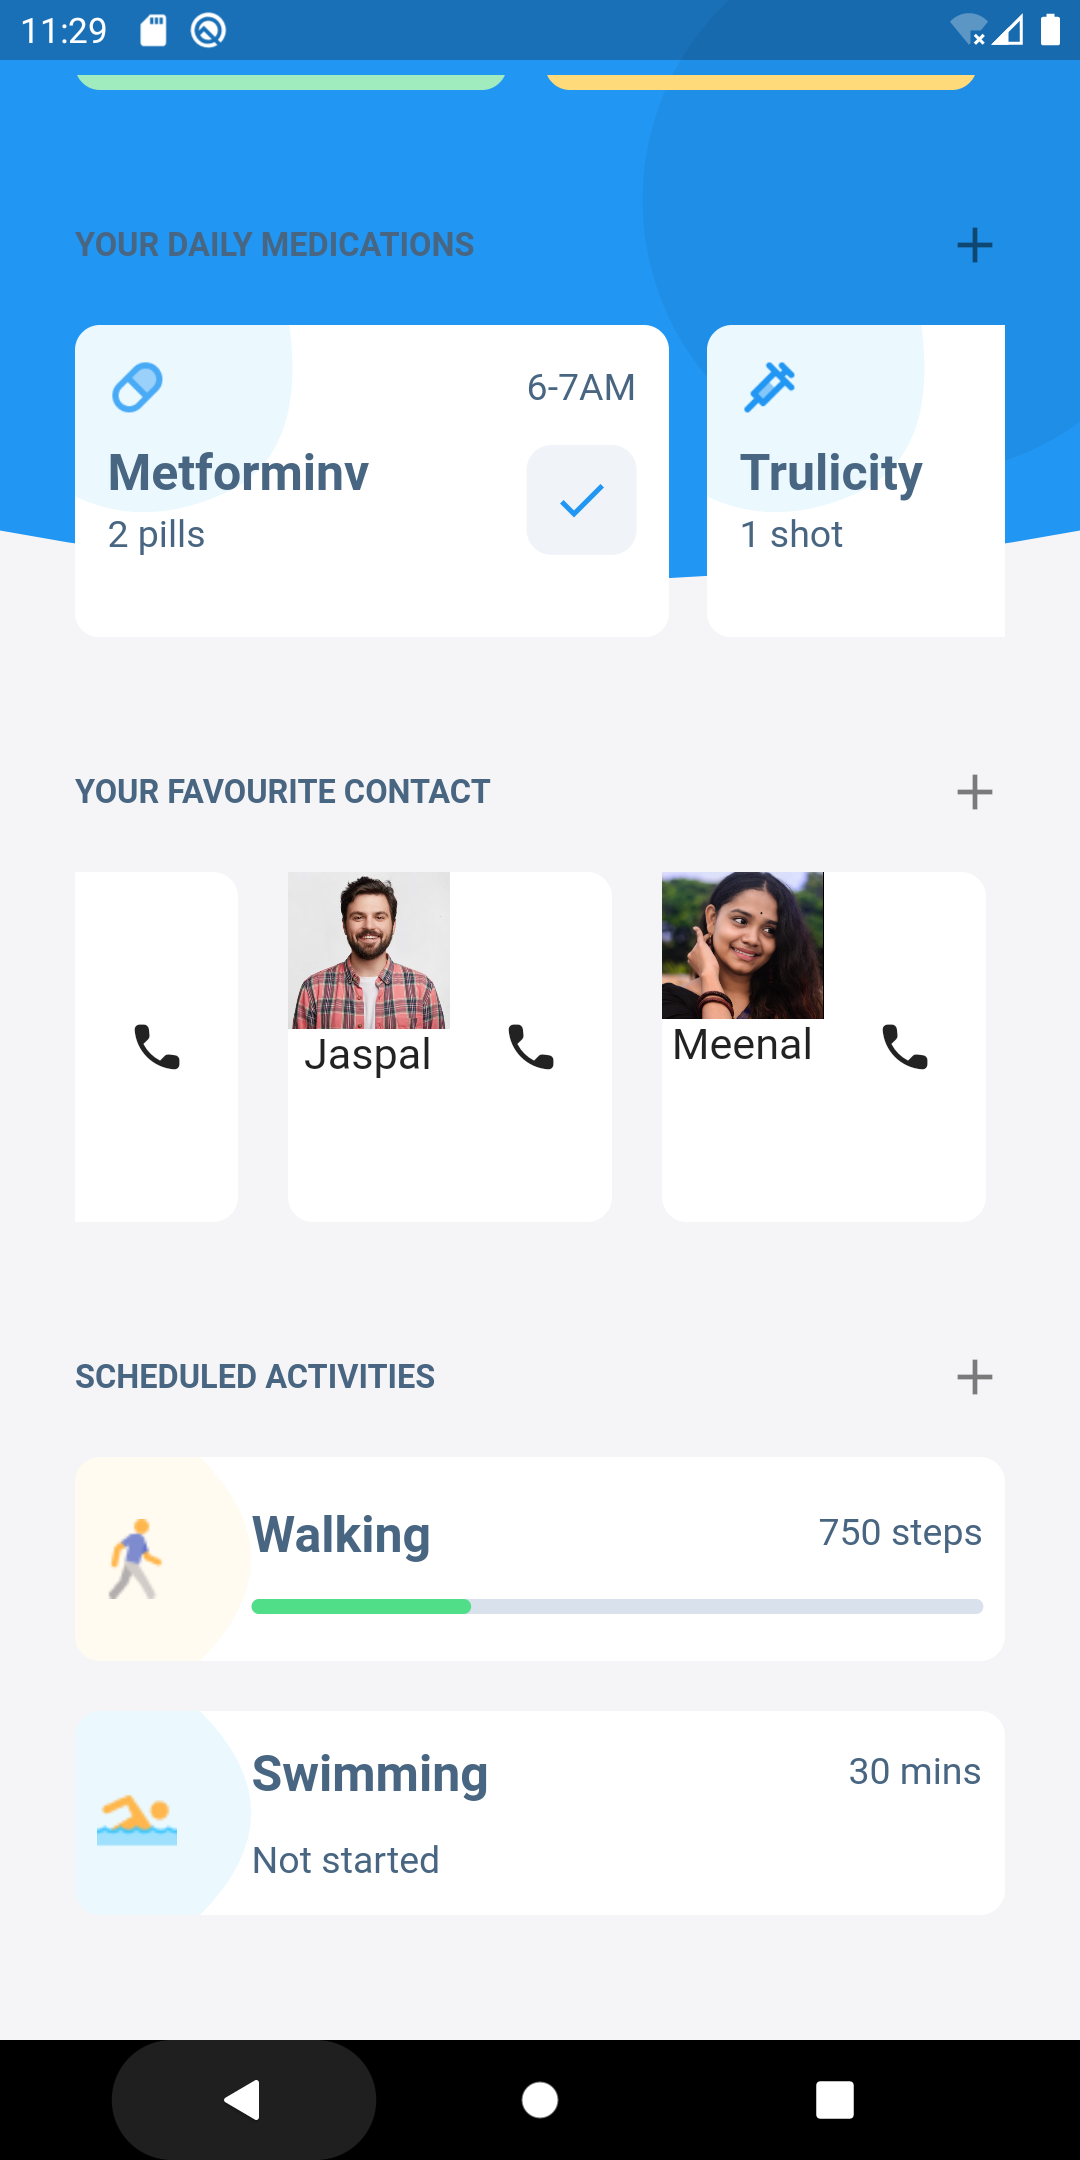 11:29
YOUR DAILY MEDICATIONS
6-7AM
Metforminv
2 pills
Trulicity
1 shot
YOUR FAVOURITE CONTACT
Jaspal
Meenal
SCHEDULED ACTIVITIES
Walking
750 steps
Swimming
30 mins
Not started